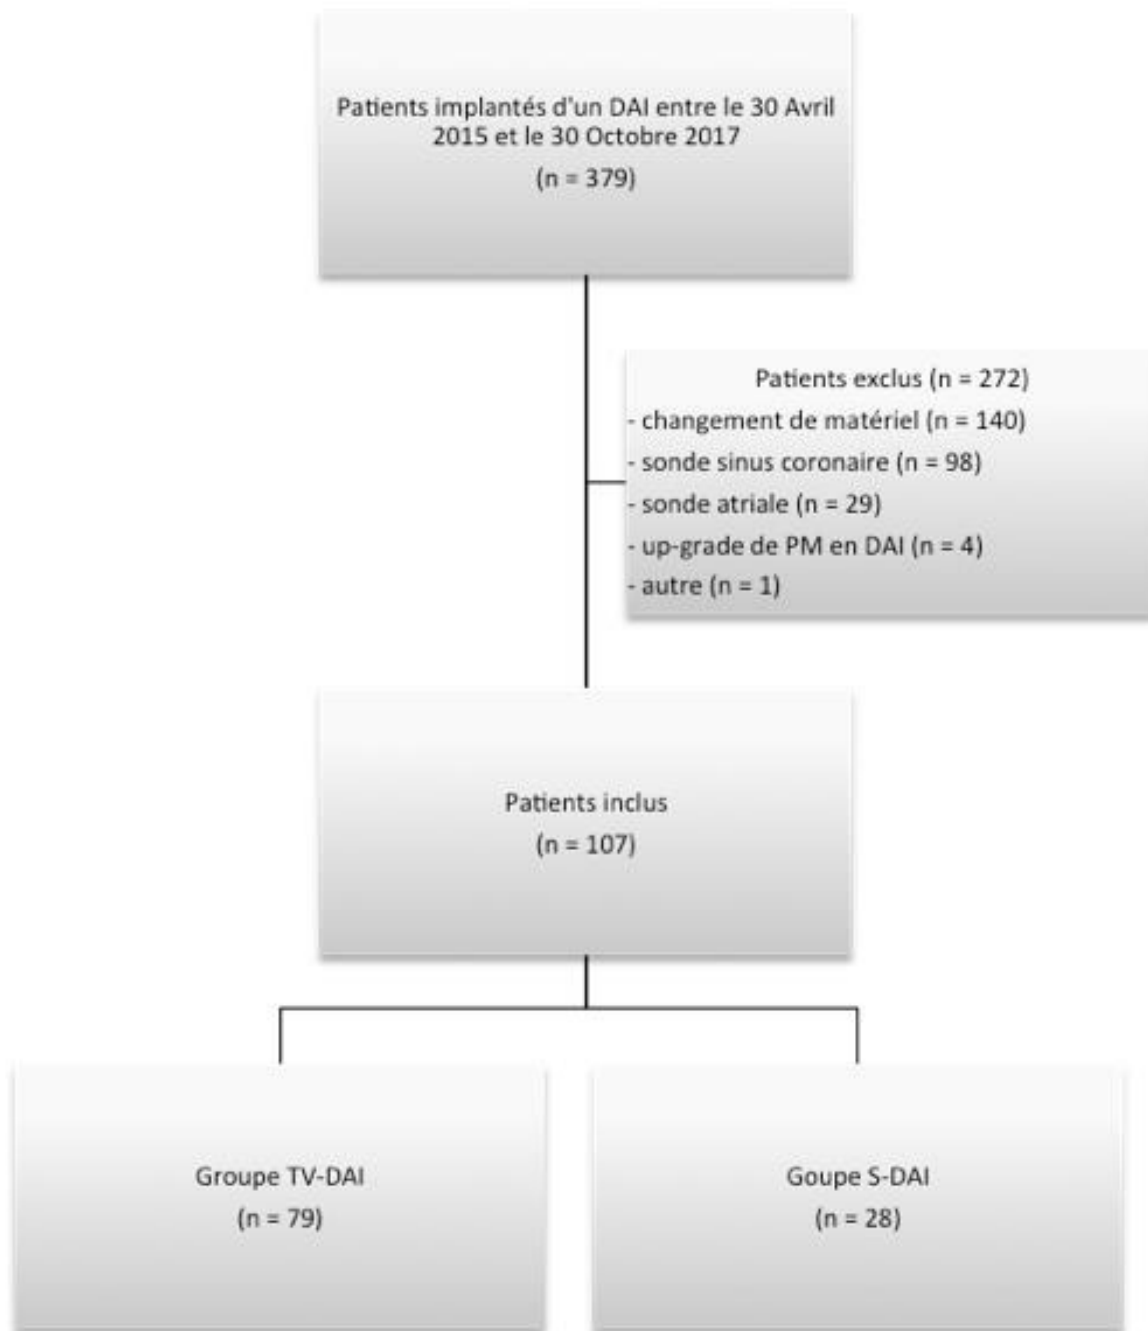 Patients implantés d'un DAI entre le 30 Avril
2015 et le 30 Octobre 2017
(n = 379)
Patients exclus (n = 272)
- changement de matériel (n = 140)
- sonde sinus coronaire (n = 98)
- sonde atriale (n = 29)
- up-grade de PM en DAI (n = 4)
- autre (n = 1)
Patients inclus
(n = 107)
Groupe TV-DAI
(n = 79)
Goupe S-DAI
(n = 28)